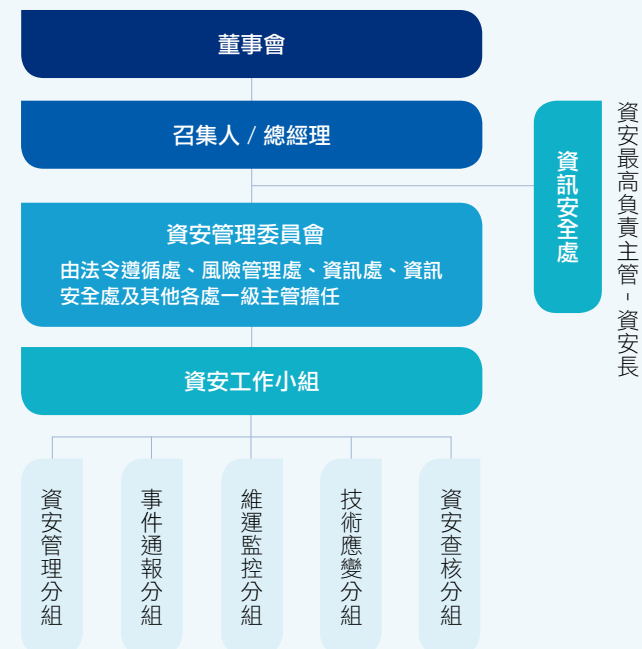 董事會
召集人 / 總經理
資訊安全處
資安最高負責主管 - 資安長
資安管理委員會
由法令遵循處、風險管理處、資訊處、資訊
安全處及其他各處一級主管擔任
資安工作小組
資安管理分組
事件通報分組
維運監控分組
技術應變分組
資安查核分組